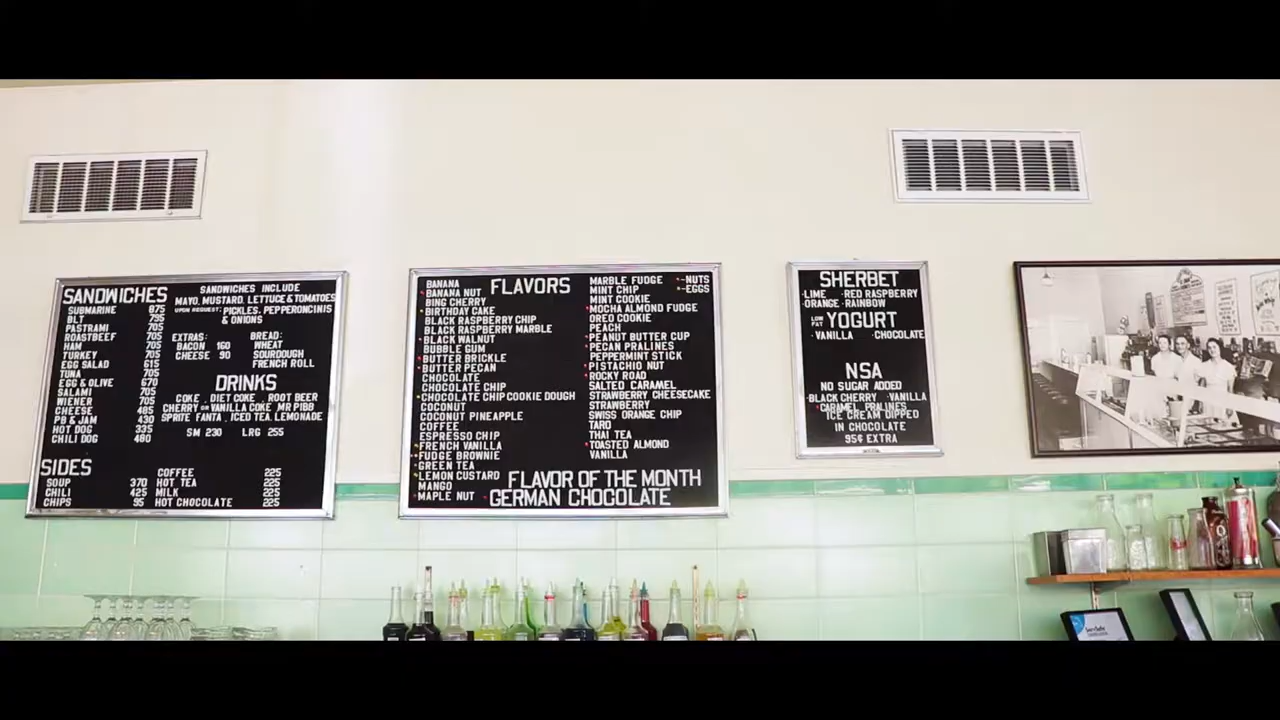 SANDWICHES
SUBMARINE 875
BLT 795
PASTRAMI 705
ROASTBEEF 705
HAM 705
TURKEY 705
EGG SALAD 615
TUNA 705
EGG & OLIVE 670
SALAMI 705
WIENER 705
CHEESE 485
PB & JAM 430
HOT DOG 335
CHILI DOG 480
SANDWICHES INCLUDE
MAYO, MUSTARD, LETTUCE & TOMATOES
UPON REQUEST: PICKLES, PEPPERONCINIS
& ONIONS
EXTRAS:
BACON 160
CHEESE 90
BREAD:
WHEAT
SOURDOUGH
FRENCH ROLL
DRINKS
COKE, DIET COKE, ROOT BEER
CHERRY OR VANILLA COKE, MR PIBB
SPRITE, FANTA, ICED TEA, LEMONADE
SM 230 LRG 255
SIDES
SOUP 370
CHILI 425
CHIPS 95
COFFEE 225
HOT TEA 225
MILK 225
HOT CHOCOLATE 225
FLAVORS
BANANA
BANANA NUT
BING CHERRY
BIRTHDAY CAKE
BLACK RASPBERRY CHIP
BLACK RASPBERRY MARBLE
BLACK WALNUT
BUBBLE GUM
BUTTER BRICKLE
BUTTER PECAN
CHOCOLATE
CHOCOLATE CHIP
CHOCOLATE CHIP COOKIE DOUGH
COCONUT
COCONUT PINEAPPLE
COFFEE
ESPRESSO CHIP
FRENCH VANILLA
FUDGE BROWNIE
GREEN TEA
LEMON CUSTARD
MANGO
MAPLE NUT
MARBLE FUDGE
MINT CHIP
MINT COOKIE
MOCHA ALMOND FUDGE
OREO COOKIE
PEACH
PEANUT BUTTER CUP
PECAN PRALINES
PEPPERMINT STICK
PISTACHIO NUT
ROCKY ROAD
SALTED CARAMEL
STRAWBERRY CHEESECAKE
STRAWBERRY
SWISS ORANGE CHIP
TARO
THAI TEA
TOASTED ALMOND
VANILLA
-NUTS
-EGGS
FLAVOR OF THE MONTH
GERMAN CHOCOLATE
SHERBET
LIME RED RASPBERRY
ORANGE RAINBOW
LOW FAT YOGURT
VANILLA CHOCOLATE
NSA
NO SUGAR ADDED
BLACK CHERRY VANILLA
CARAMEL PRALINES
ICE CREAM DIPPED
IN CHOCOLATE
95¢ EXTRA